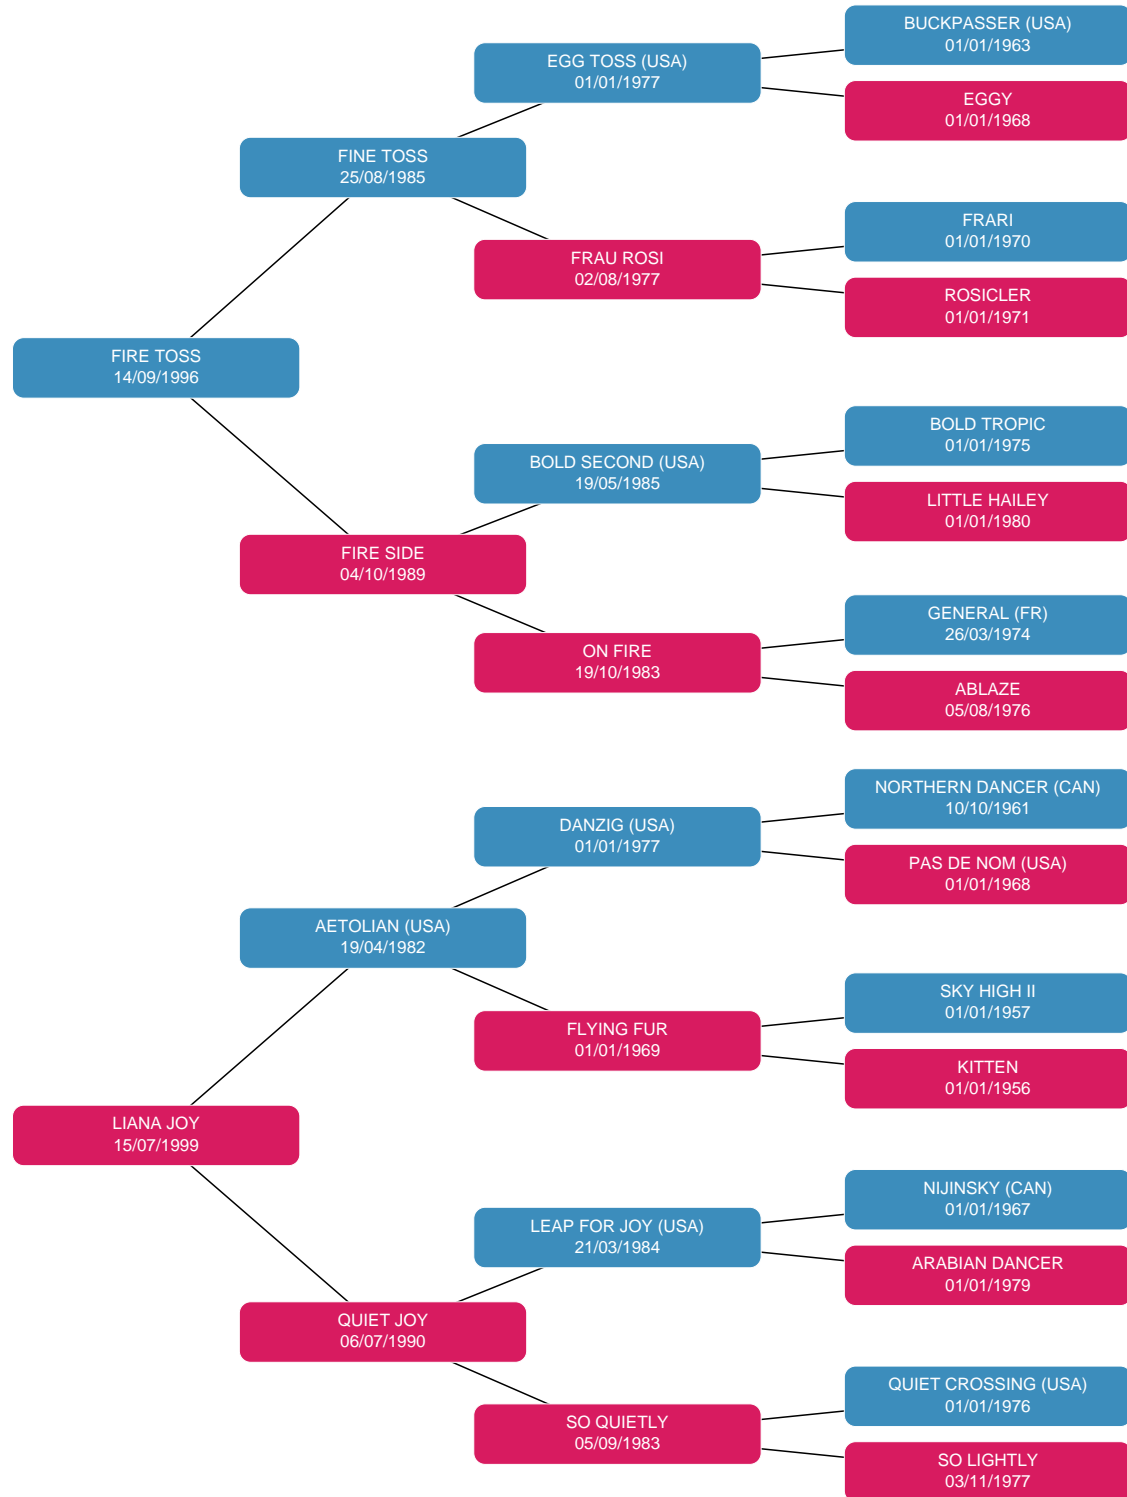 BUCKPASSER (USA)
01/01/1963
EGG TOSS (USA)
01/01/1977
EGGY
01/01/1968
FINE TOSS
25/08/1985
FRARI
01/01/1970
FRAU ROSI
02/08/1977
ROSICLER
01/01/1971
FIRE TOSS
14/09/1996
BOLD TROPIC
01/01/1975
BOLD SECOND (USA)
19/05/1985
LITTLE HAILEY
01/01/1980
FIRE SIDE
04/10/1989
GENERAL (FR)
26/03/1974
ON FIRE
19/10/1983
ABLAZE
05/08/1976
NORTHERN DANCER (CAN)
10/10/1961
DANZIG (USA)
01/01/1977
PAS DE NOM (USA)
01/01/1968
AETOLIAN (USA)
19/04/1982
SKY HIGH II
01/01/1957
FLYING FUR
01/01/1969
KITTEN
01/01/1956
LIANA JOY
15/07/1999
NIJINSKY (CAN)
01/01/1967
LEAP FOR JOY (USA)
21/03/1984
ARABIAN DANCER
01/01/1979
QUIET JOY
06/07/1990
QUIET CROSSING (USA)
01/01/1976
SO QUIETLY
05/09/1983
SO LIGHTLY
03/11/1977